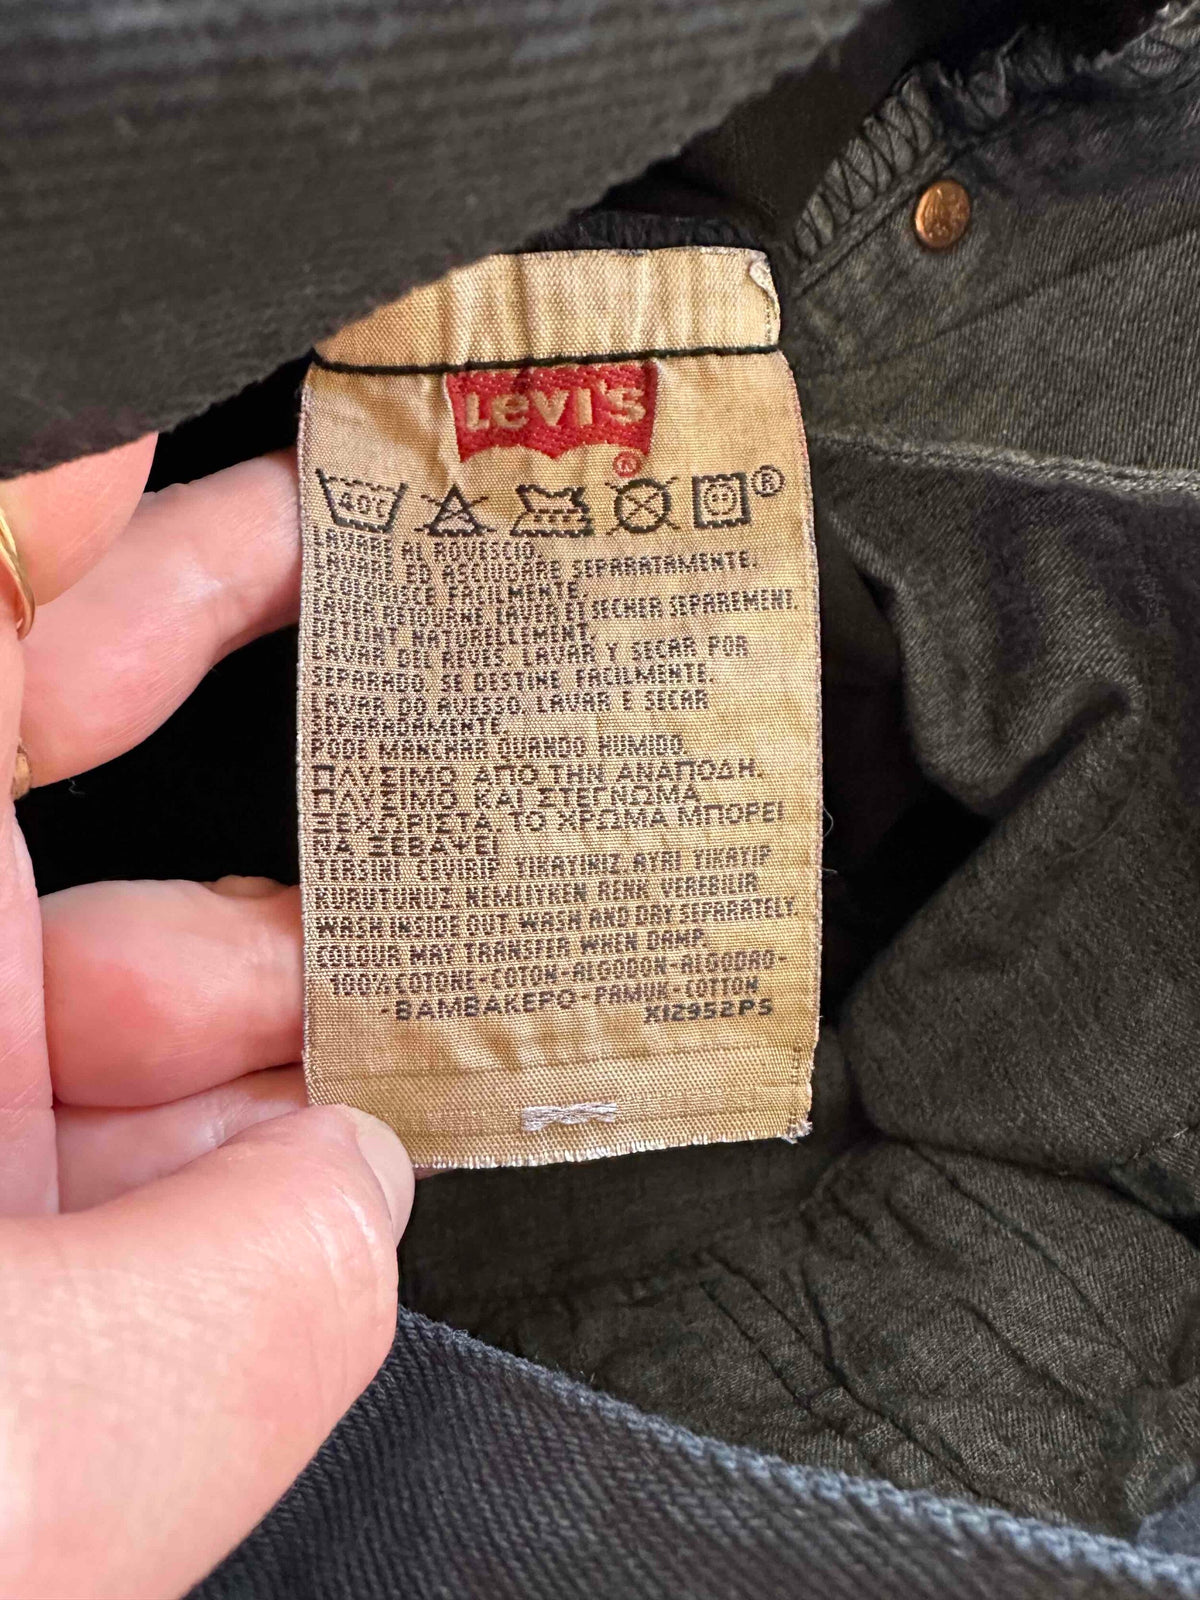 LEVI'S
®
40C ®
LAVARE AL ROVESCIO.
LAVARE ED ASCIUGARE SEPARATAMENTE.
SCOLORISCE FACILMENTE
LAVER RETOURNE, LAVER ET SECHER SEPAREMENT.
DETEINT NATURELLEMENT.
LAVAR DEL REVES. LAVAR Y SECAR POR
SEPARADO. SE DESTINE FACILMENTE.
LAVAR DO AVESSO, LAVAR E SECAR
SEPARADAMENTE
PODE MANCHAR QUANDO HUMIDO.
ΠΛΥΣΙΜΟ ΑΠΟ ΤΗΝ ΑΝΑΠΟΔΗ.
ΠΛΥΣΙΜΟ ΚΑΙ ΣΤΕΓΝΩΜΑ
ΞΕΧΩΡΙΣΤΑ. ΤΟ ΧΡΩΜΑ ΜΠΟΡΕΙ
ΝΑ ΞΕΒΑΨΕΙ
TERSINI CEVIRIP YIKAYINIZ AYRI YIKAYIP
KURUTUNUZ NEMLIYKEN RENK VEREBILIR
WASH INSIDE OUT. WASH AND DRY SEPARATELY.
COLOUR MAY TRANSFER WHEN DAMP.
100% COTONE-COTON-ALGODON-ALGODAO-
-BAMBAKEPO-PAMUK-COTTON
X12952PS